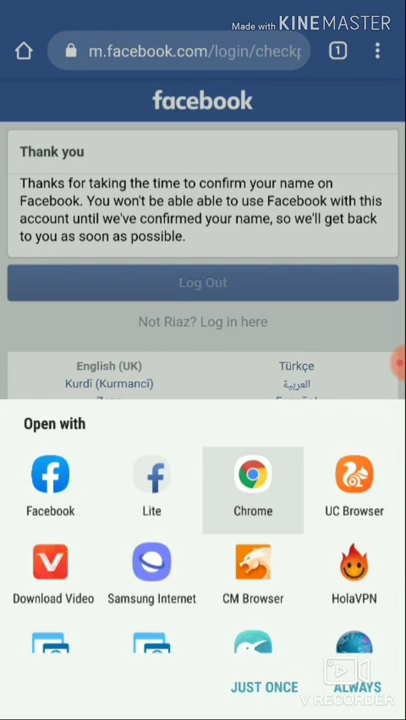 Made with KINEMASTER
m.facebook.com/login/checkp
1
facebook
Thank you
Thanks for taking the time to confirm your name on
Facebook. You won't be able able to use Facebook with this
account until we've confirmed your name, so we'll get back
to you as soon as possible.
Log Out
Not Riaz? Log in here
English (UK) Türkçe
Kurdî (Kurmancî) العربية
Open with
Facebook Lite Chrome UC Browser
Download Video Samsung Internet CM Browser HolaVPN
JUST ONCE ALWAYS
V RECORDER